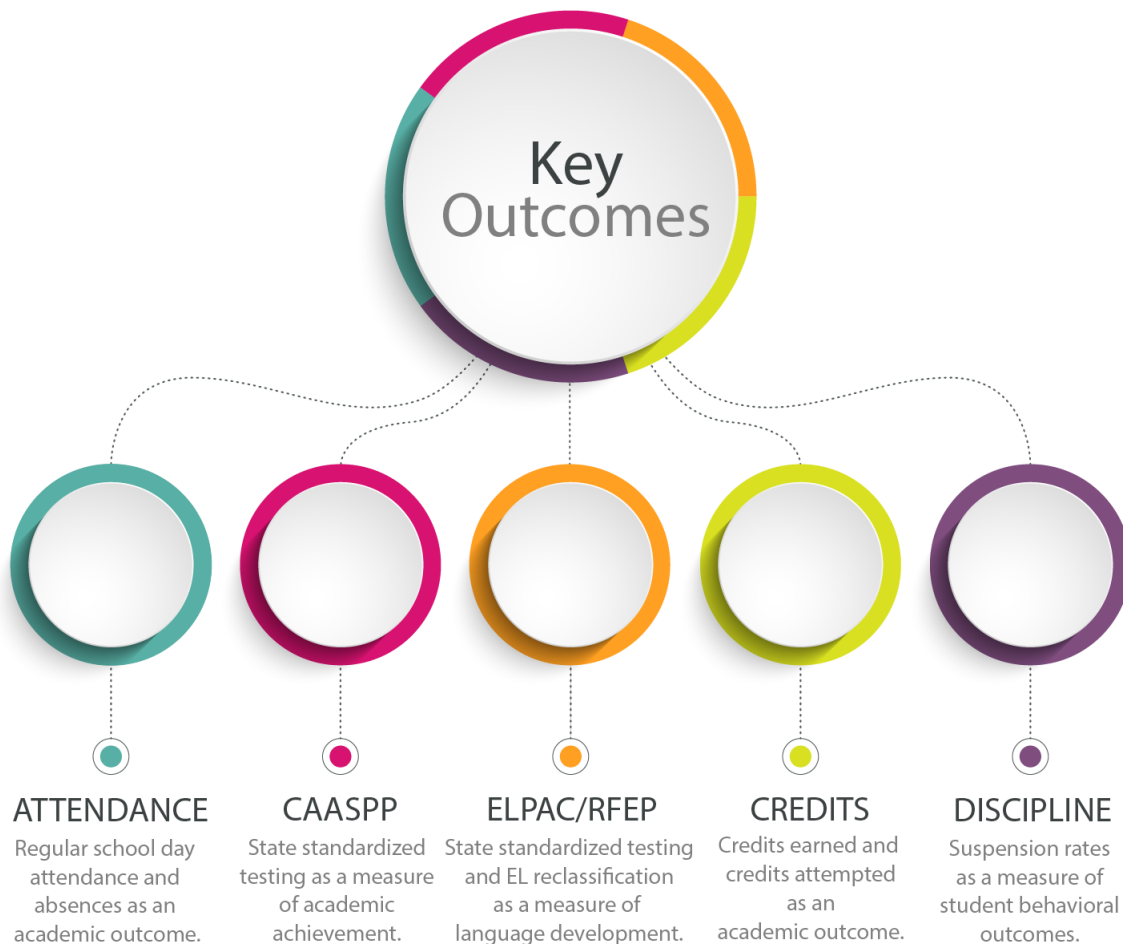 Key
Outcomes
ATTENDANCE
Regular school day
attendance and
absences as an
academic outcome.
CAASPP
State standardized
testing as a measure
of academic
achievement.
ELPAC/RFEP
State standardized testing
and EL reclassification
as a measure of
language development.
CREDITS
Credits earned and
credits attempted
as an
academic outcome.
DISCIPLINE
Suspension rates
as a measure of
student behavioral
outcomes.